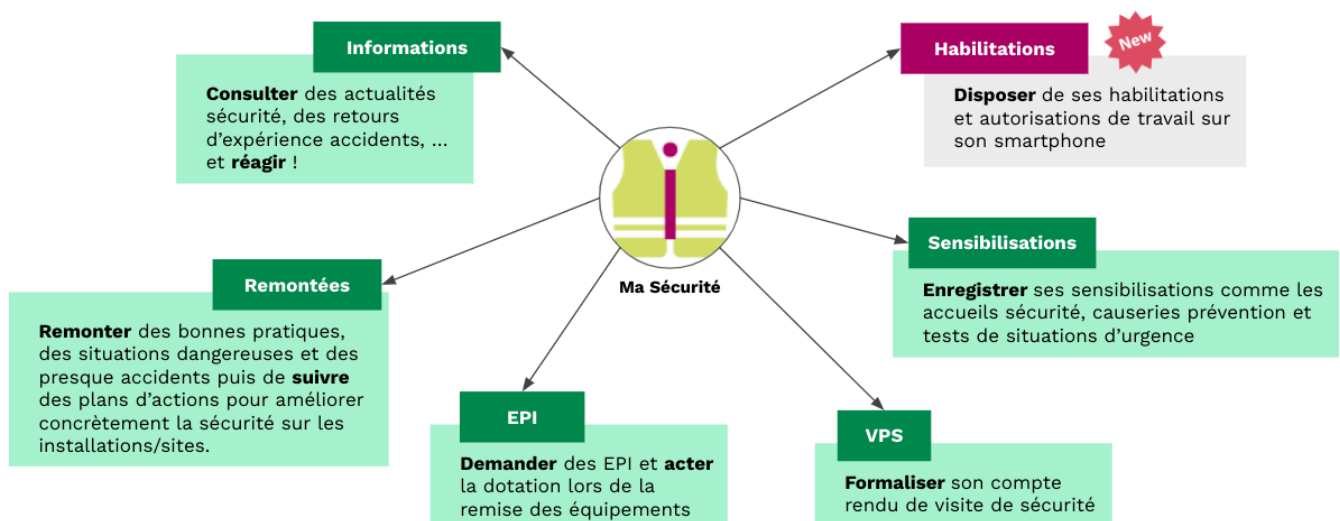 Informations
Consulter des actualités
sécurité, des retours
d'expérience accidents, ...
et réagir !
Habilitations
New
Disposer de ses habilitations
et autorisations de travail sur
son smartphone
Ma Sécurité
Sensibilisations
Enregistrer ses sensibilisations comme les
accueils sécurité, causeries prévention et
tests de situations d'urgence
Remontées
Remonter des bonnes pratiques,
des situations dangereuses et des
presque accidents puis de suivre
des plans d'actions pour améliorer
concrètement la sécurité sur les
installations/sites.
EPI
Demander des EPI et acter
la dotation lors de la
remise des équipements
VPS
Formaliser son compte
rendu de visite de sécurité